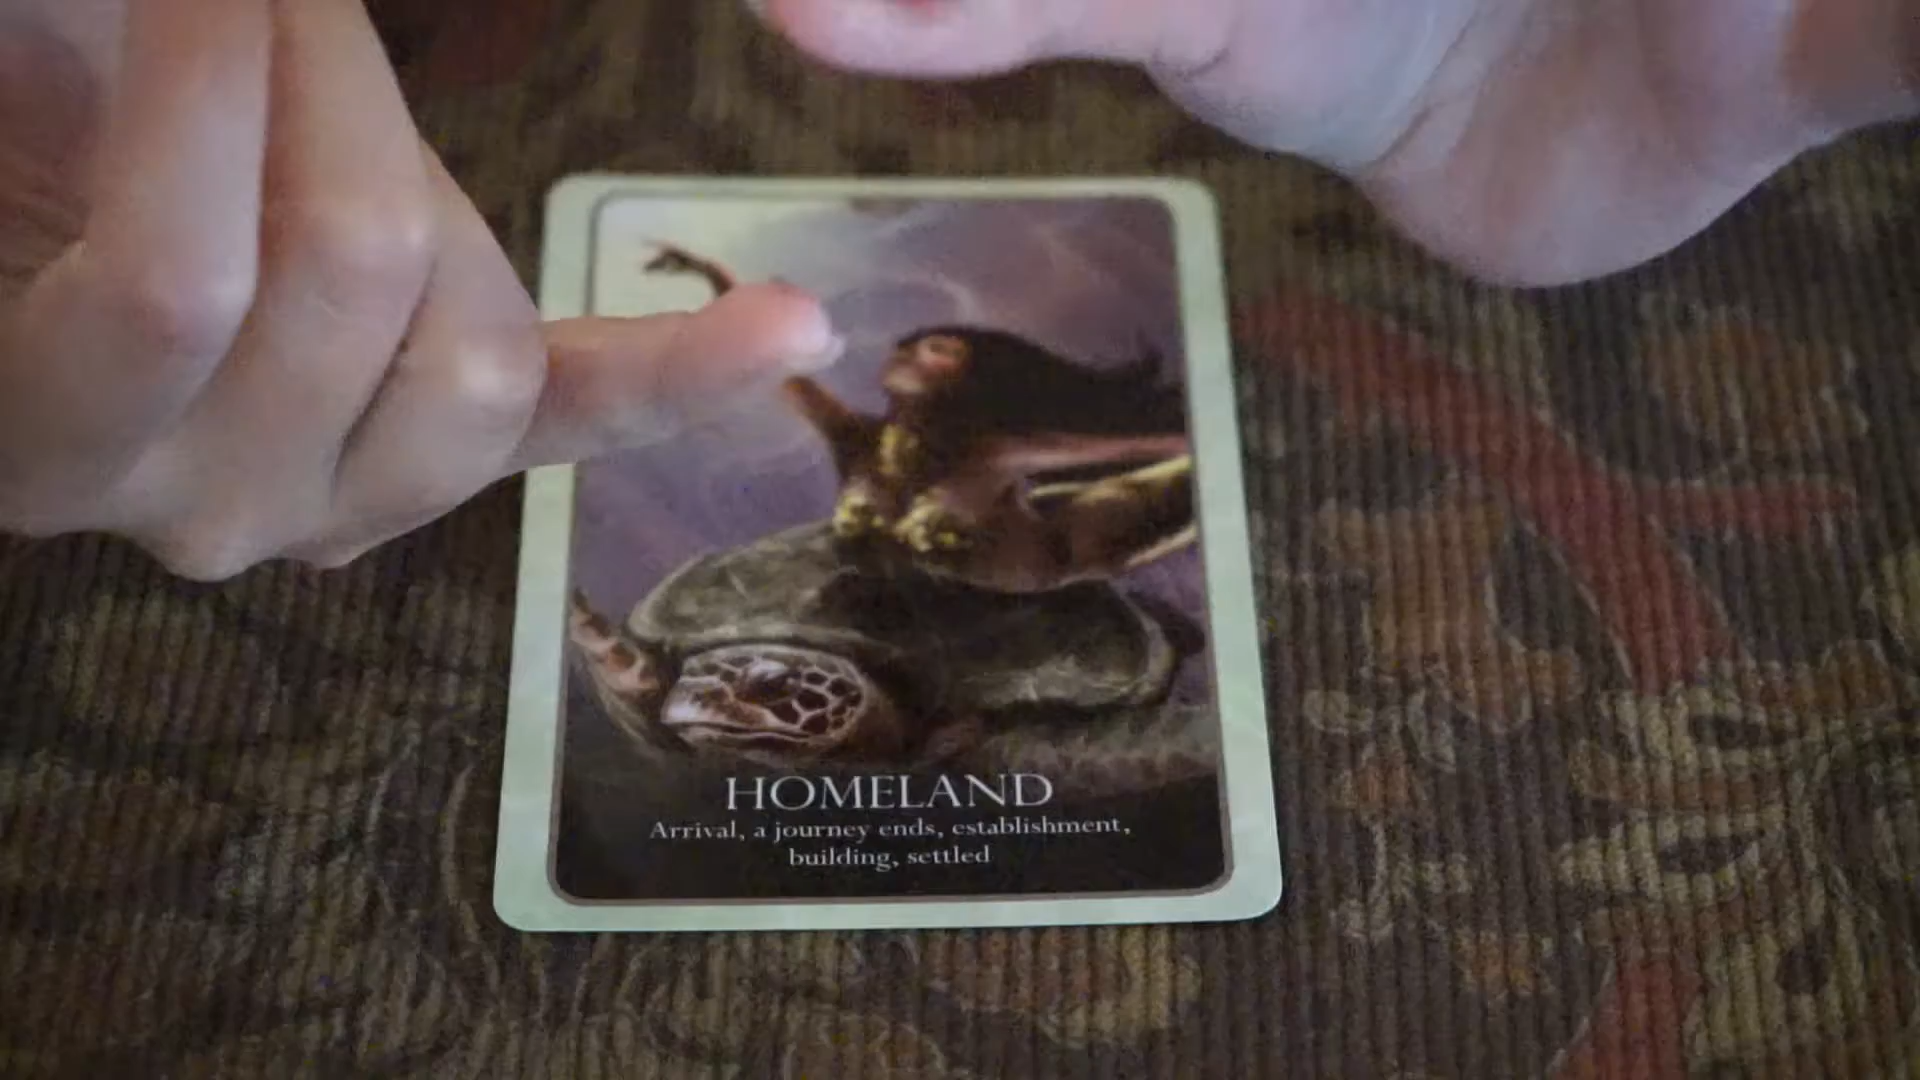 HOMELAND
Arrival, a journey ends, establishment,
building, settled